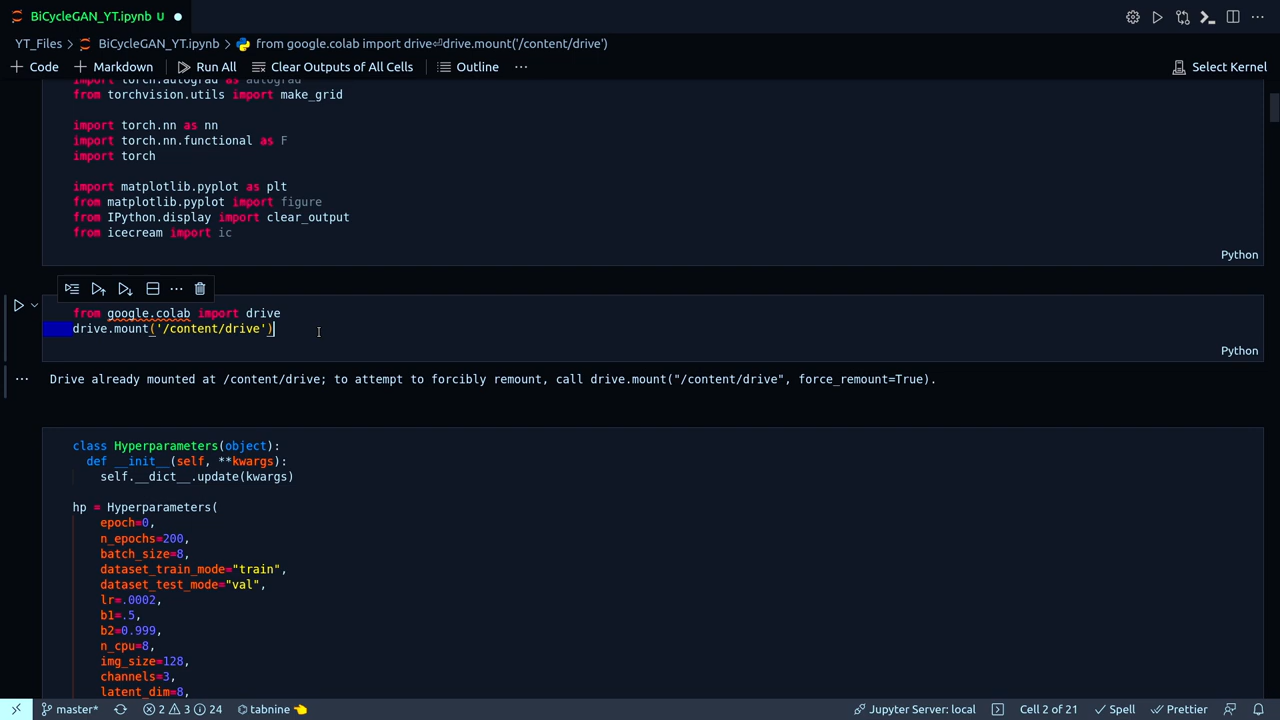 BiCycleGAN_YT.ipynb U
YT_Files > BiCycleGAN_YT.ipynb > from google.colab import drive⏎drive.mount('/content/drive')
+ Code + Markdown Run All Clear Outputs of All Cells Outline ... Select Kernel
import torch.autograd as autograd
from torchvision.utils import make_grid
import torch.nn as nn
import torch.nn.functional as F
import torch
import matplotlib.pyplot as plt
from matplotlib.pyplot import figure
from IPython.display import clear_output
from icecream import ic
Python
from google.colab import drive
drive.mount('/content/drive')
Python
Drive already mounted at /content/drive; to attempt to forcibly remount, call drive.mount("/content/drive", force_remount=True).
class Hyperparameters(object):
def __init__(self, **kwargs):
self.__dict__.update(kwargs)
hp = Hyperparameters(
epoch=0,
n_epochs=200,
batch_size=8,
dataset_train_mode="train",
dataset_test_mode="val",
lr=.0002,
b1=.5,
b2=0.999,
n_cpu=8,
img_size=128,
channels=3,
latent_dim=8,
master* 2 3 24 tabnine 👈 Jupyter Server: local Cell 2 of 21 Spell Prettier